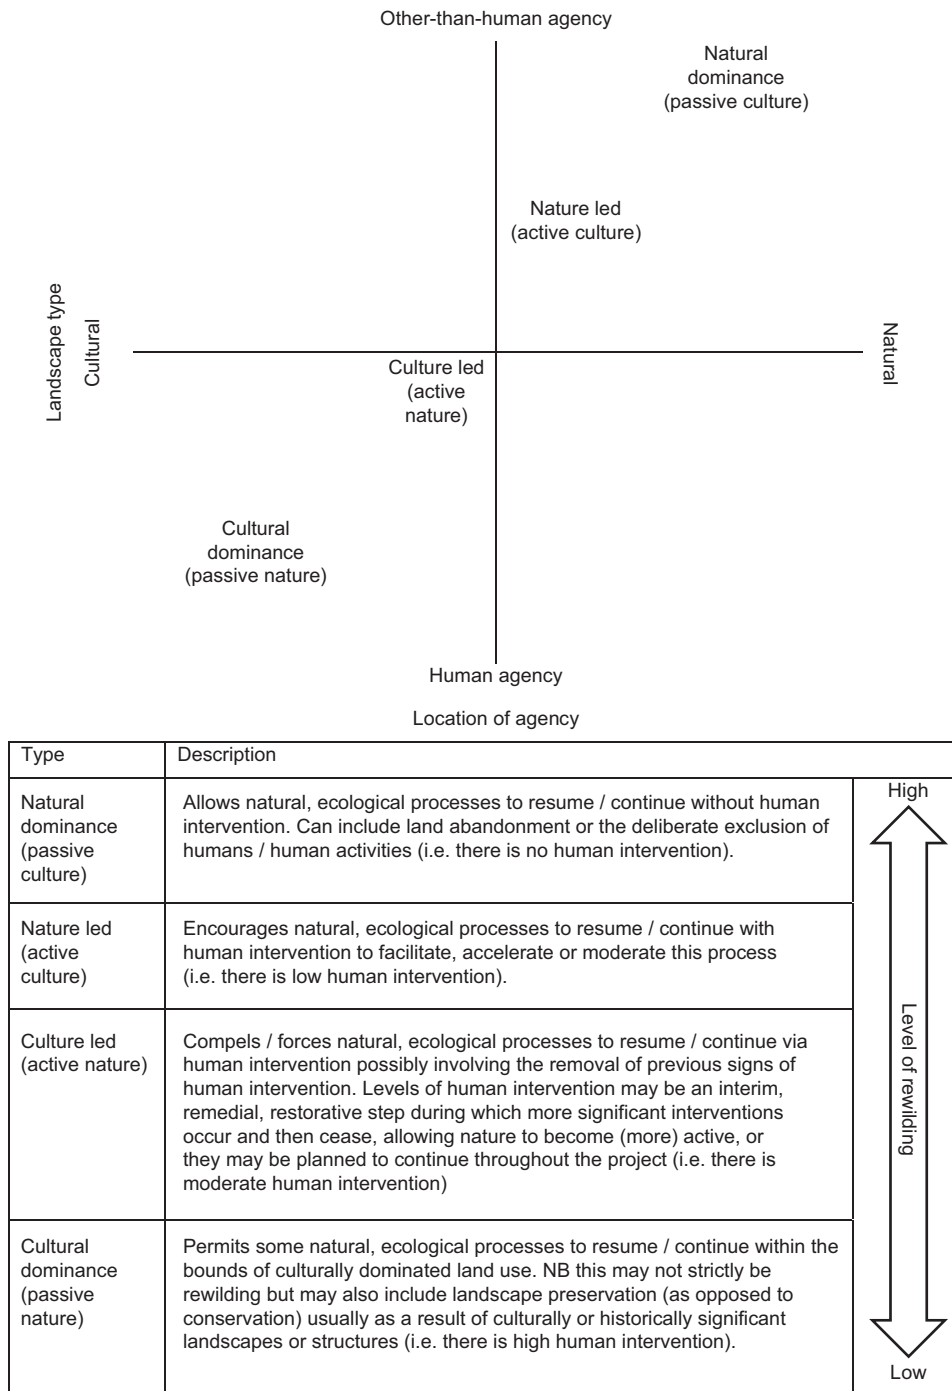 Other-than-human agency
Natural
dominance
(passive culture)
Nature led
(active culture)
Landscape type
Cultural
Natural
Culture led
(active
nature)
Cultural
dominance
(passive nature)
Human agency
Location of agency
Type
Description
Natural
dominance
(passive
culture)
Allows natural, ecological processes to resume / continue without human
intervention. Can include land abandonment or the deliberate exclusion of
humans / human activities (i.e. there is no human intervention).
High
Nature led
(active
culture)
Encourages natural, ecological processes to resume / continue with
human intervention to facilitate, accelerate or moderate this process
(i.e. there is low human intervention).
Culture led
(active nature)
Compels / forces natural, ecological processes to resume / continue via
human intervention possibly involving the removal of previous signs of
human intervention. Levels of human intervention may be an interim,
remedial, restorative step during which more significant interventions
occur and then cease, allowing nature to become (more) active, or
they may be planned to continue throughout the project (i.e. there is
moderate human intervention)
Level of rewilding
Cultural
dominance
(passive
nature)
Permits some natural, ecological processes to resume / continue within the
bounds of culturally dominated land use. NB this may not strictly be
rewilding but may also include landscape preservation (as opposed to
conservation) usually as a result of culturally or historically significant
landscapes or structures (i.e. there is high human intervention).
Low